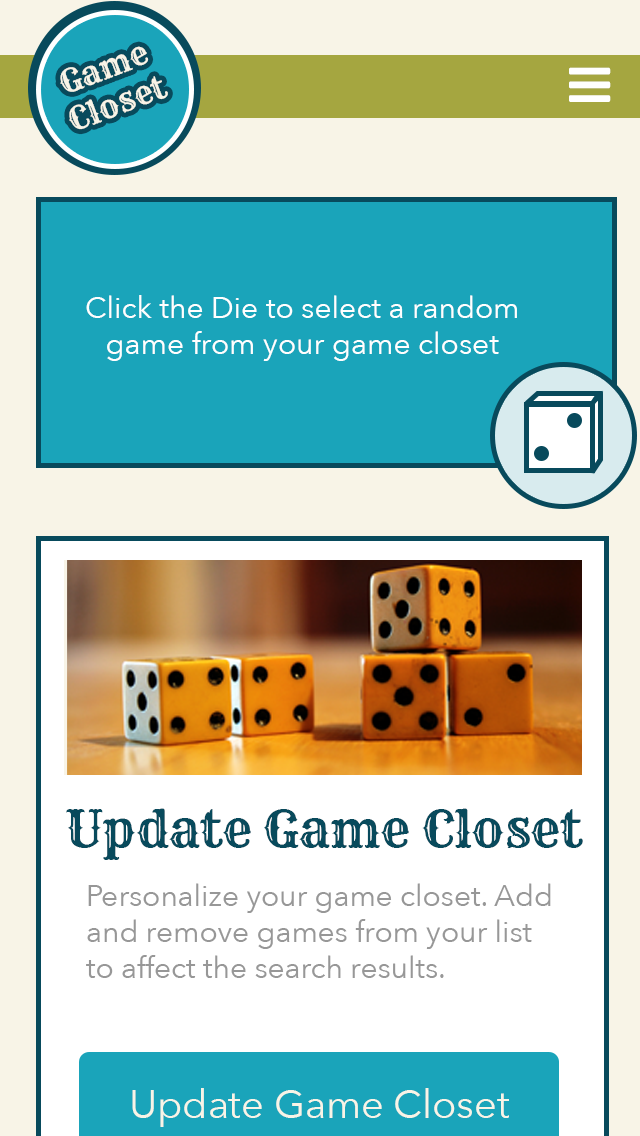 Game
Closet
Click the Die to select a random
game from your game closet
Update Game Closet
Personalize your game closet. Add
and remove games from your list
to affect the search results.
Update Game Closet